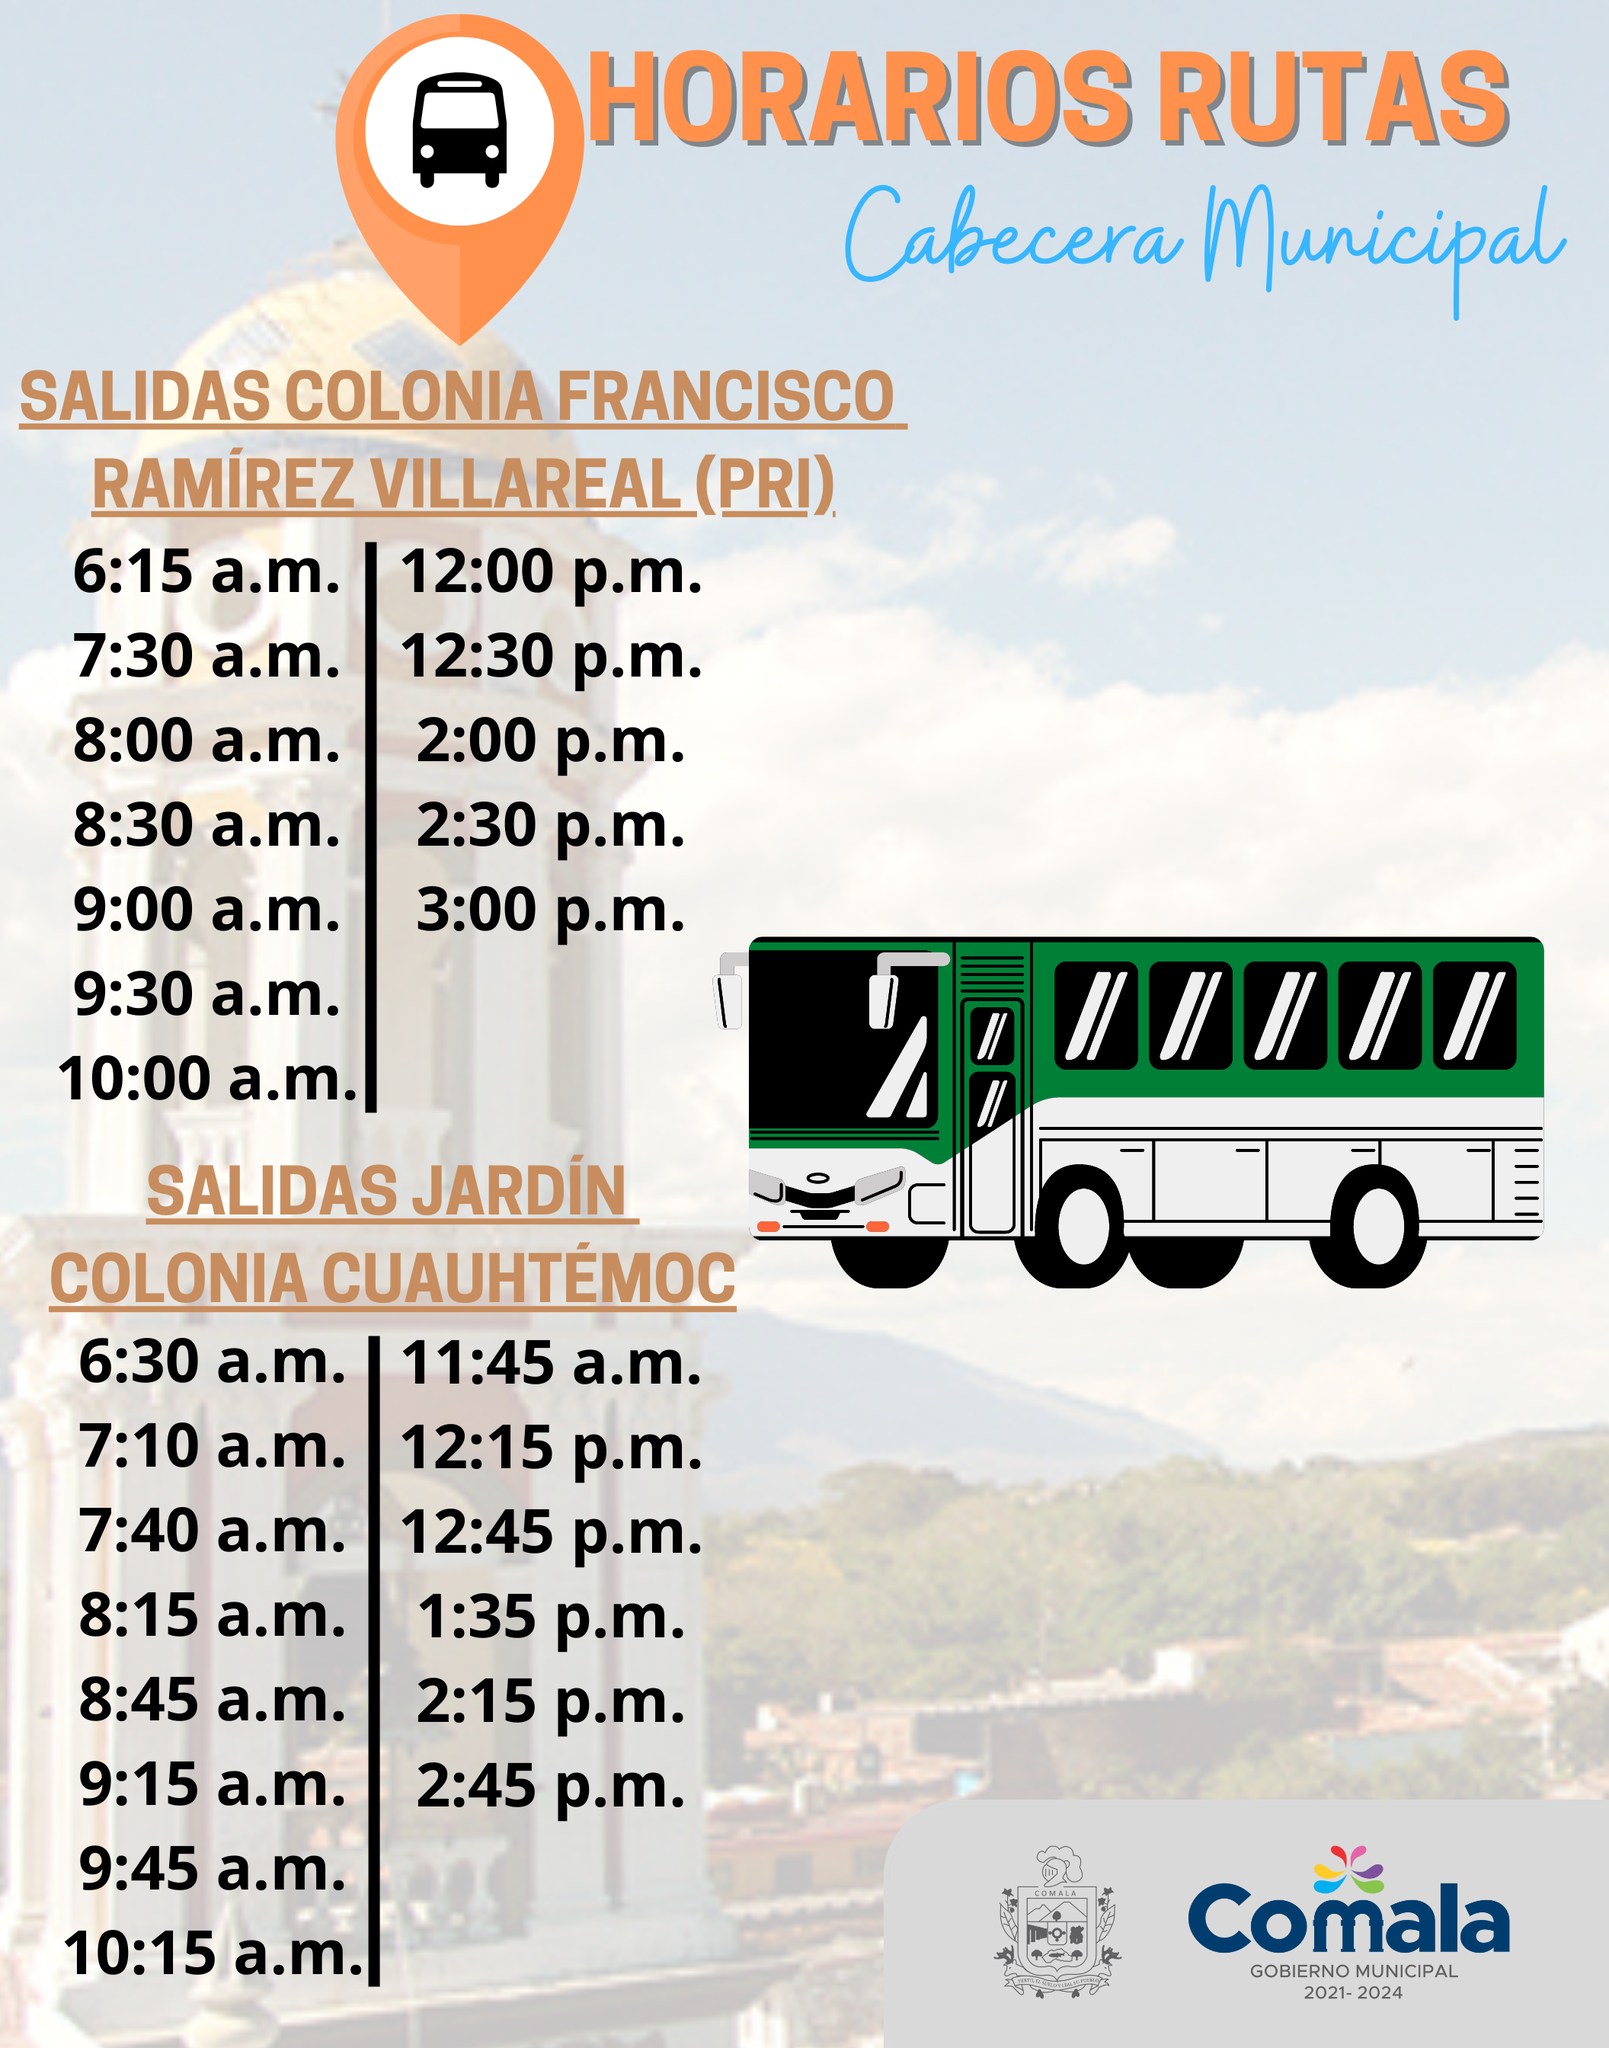 HORARIOS RUTAS
Cabecera Municipal
SALIDAS COLONIA FRANCISCO
RAMÍREZ VILLAREAL (PRI)
6:15 a.m.
7:30 a.m.
8:00 a.m.
8:30 a.m.
9:00 a.m.
9:30 a.m.
10:00 a.m.
12:00 p.m.
12:30 p.m.
2:00 p.m.
2:30 p.m.
3:00 p.m.
SALIDAS JARDÍN
COLONIA CUAUHTÉMOC
6:30 a.m.
7:10 a.m.
7:40 a.m.
8:15 a.m.
8:45 a.m.
9:15 a.m.
9:45 a.m.
10:15 a.m.
11:45 a.m.
12:15 p.m.
12:45 p.m.
1:35 p.m.
2:15 p.m.
2:45 p.m.
COMALA
Comala
GOBIERNO MUNICIPAL
2021- 2024